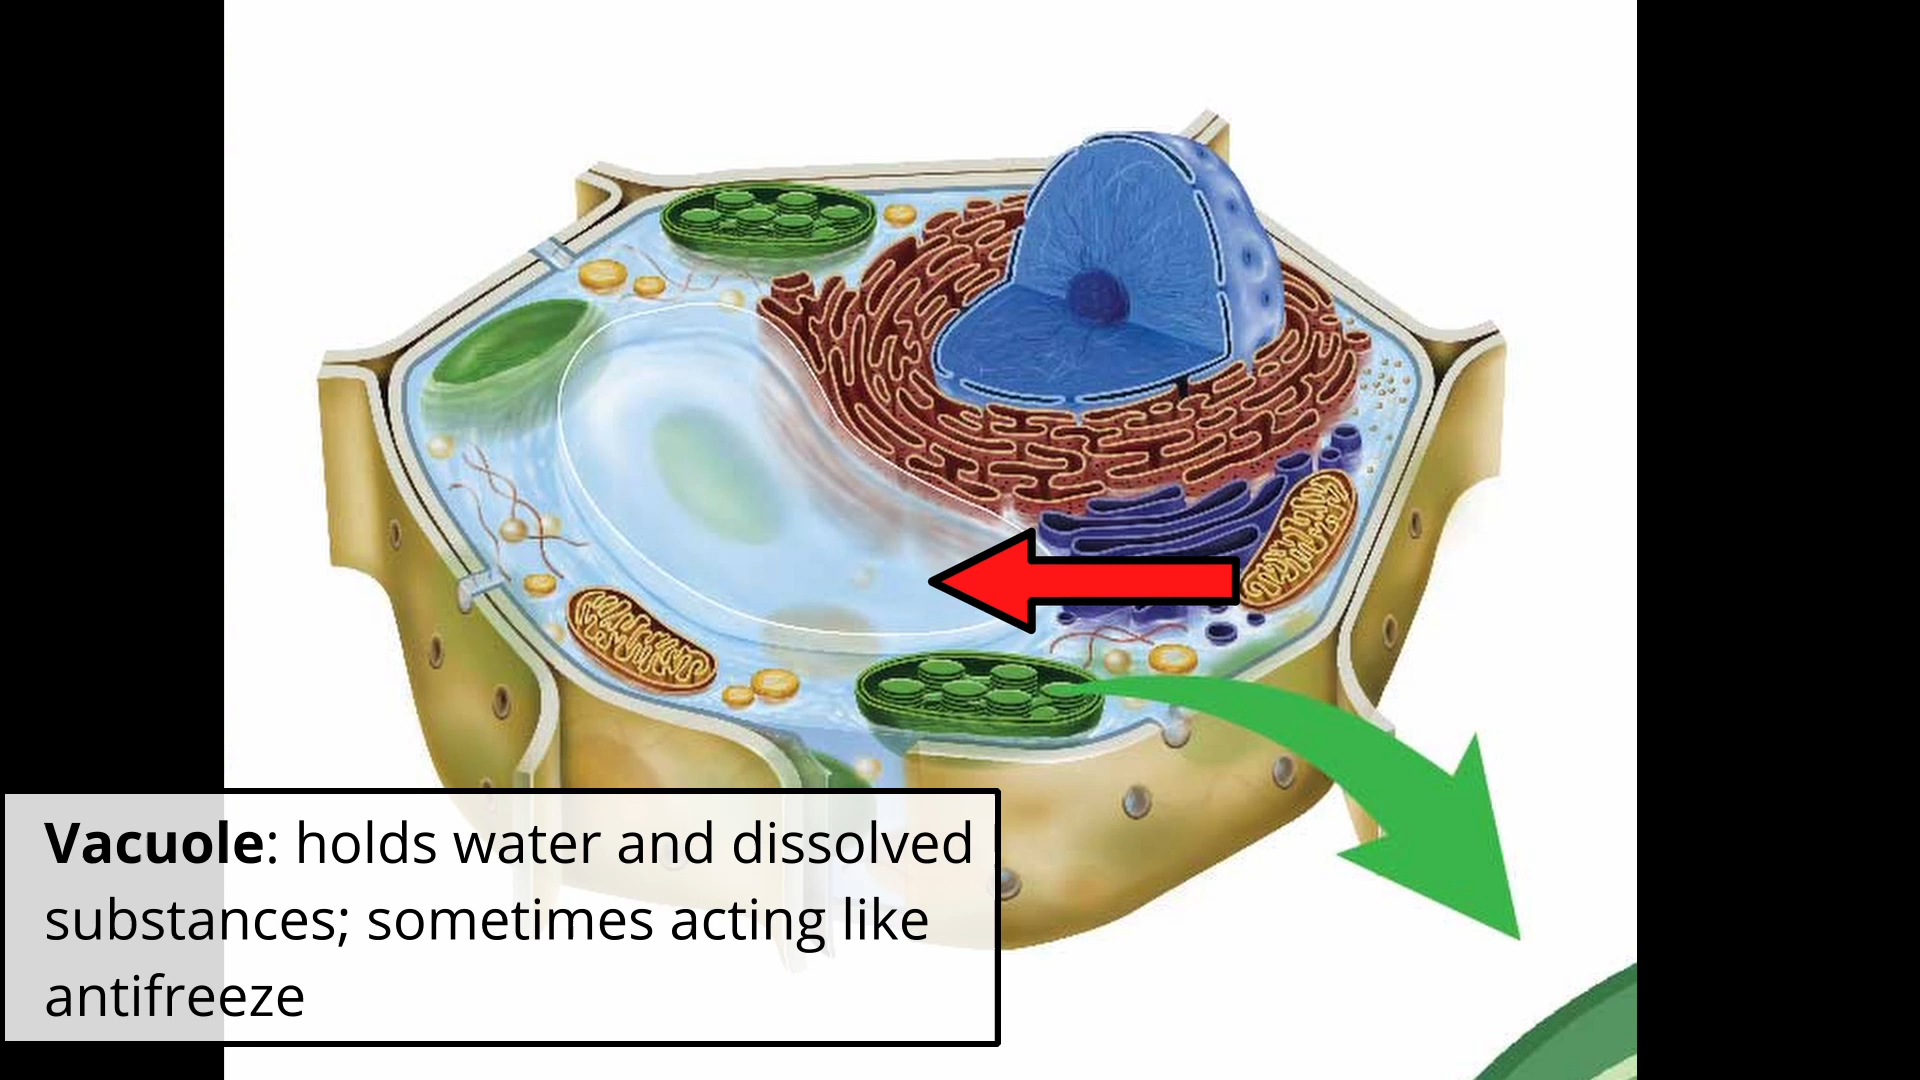 Vacuole: holds water and dissolved
substances; sometimes acting like
antifreeze